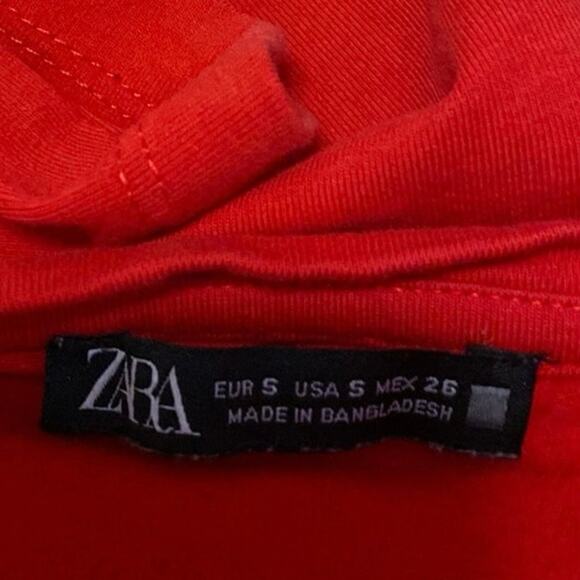 ZARA
EUR S USA S MEX 26
MADE IN BANGLADESH